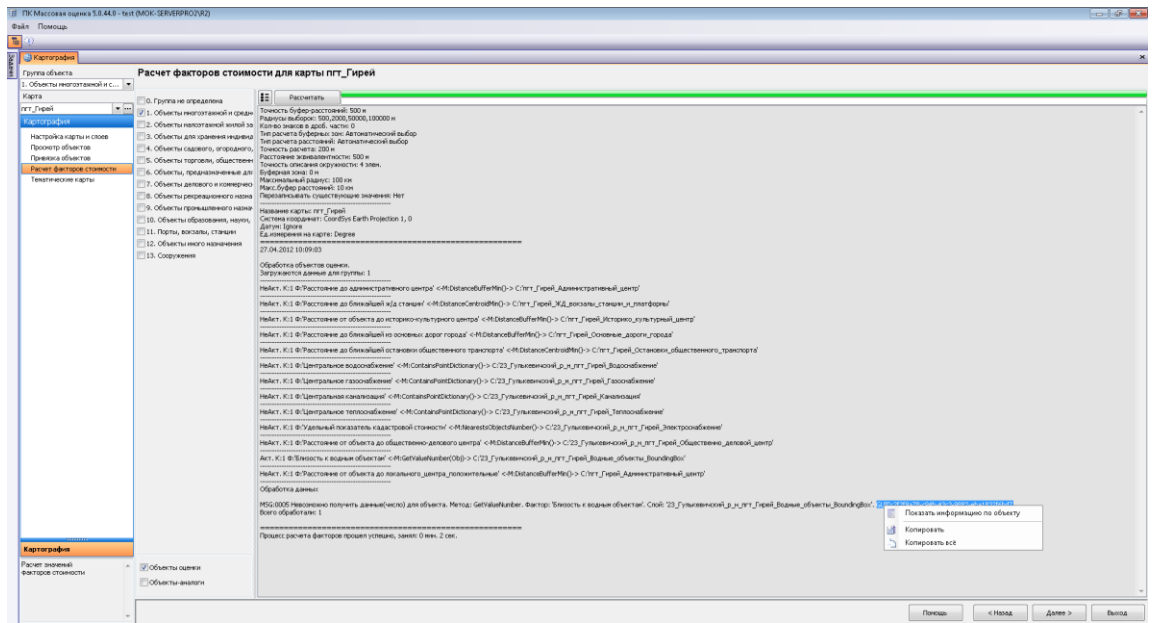 ПК Массовая оценка 5.0.44.0 - test (MOK-SERVERPRO2\R2)
Файл Помощь
Задачи
Картография
Группа объекта
1. Объекты многоэтажной и с...
Карта
пгт_Гирей
Картография
Настройка карты и слоев
Просмотр объектов
Привязка объектов
Расчет факторов стоимости
Тематические карты
Картография
Расчет значений
факторов стоимости
Расчет факторов стоимости для карты пгт_Гирей
0. Группа не определена
1. Объекты многоэтажной и средн
2. Объекты малоэтажной жилой за
3. Объекты для хранения индивид
4. Объекты садового, огородного,
5. Объекты торговли, обществен
6. Объекты, предназначенные для
7. Объекты делового и коммерчес
8. Объекты рекреационного назна
9. Объекты промышленного назнач
10. Объекты образования, науки,
11. Порты, вокзалы, станции
12. Объекты иного назначения
13. Сооружения
Объекты оценки
Объекты-аналоги
Рассчитать
Точность буфер-расстояний: 500 м
Радиусы выборок: 500,2000,50000,100000 м
Кол-во знаков в дроб. части: 0
Тип расчета буферных зон: Автоматический выбор
Тип расчета расстояний: Автоматический выбор
Точность расчета: 200 м
Расстояние эквивалентности: 500 м
Точность описания окружности: 4 элем.
Буферная зона: 0 м
Максимальный радиус: 100 км
Макс.буфер расстояний: 10 км
Перезаписывать существующие значения: Нет
Название карты: пгт_Гирей
Система координат: CoordSys Earth Projection 1, 0
Датум: Ignore
Ед.измерения на карте: Degree
27.04.2012 10:09:03
Обработка объектов оценки.
Загружаются данные для группы: 1
НеАкт. К:1 Ф:'Расстояние до административного центра' <-M:DistanceBufferMin()-> С:'пгт_Гирей_Административный_центр'
НеАкт. К:1 Ф:'Расстояние до ближайшей ж/д станции' <-M:DistanceCentroidMin()-> С:'пгт_Гирей_ЖД_вокзалы_станции_и_платформы'
НеАкт. К:1 Ф:'Расстояние от объекта до историко-культурного центра' <-M:DistanceBufferMin()-> С:'пгт_Гирей_Историко_культурный_центр'
НеАкт. К:1 Ф:'Расстояние до ближайшей из основных дорог города' <-M:DistanceBufferMin()-> С:'пгт_Гирей_Основные_дороги_города'
НеАкт. К:1 Ф:'Расстояние до ближайшей остановки общественного транспорта' <-M:DistanceCentroidMin()-> С:'пгт_Гирей_Остановки_общественного_транспорта'
НеАкт. К:1 Ф:'Центральное водоснабжение' <-M:ContainsPointDictionary()-> С:'23_Гулькевичский_р_н_пгт_Гирей_Водоснабжение'
НеАкт. К:1 Ф:'Центральное газоснабжение' <-M:ContainsPointDictionary()-> С:'23_Гулькевичский_р_н_пгт_Гирей_Газоснабжение'
НеАкт. К:1 Ф:'Центральная канализация' <-M:ContainsPointDictionary()-> С:'23_Гулькевичский_р_н_пгт_Гирей_Канализация'
НеАкт. К:1 Ф:'Центральное теплоснабжение' <-M:ContainsPointDictionary()-> С:'23_Гулькевичский_р_н_пгт_Гирей_Теплоснабжение'
НеАкт. К:1 Ф:'Удельный показатель кадастровой стоимости' <-M:NearestsObjectsNumber()-> С:'23_Гулькевичский_р_н_пгт_Гирей_Электроснабжение'
НеАкт. К:1 Ф:'Расстояние от объекта до общественно-делового центра' <-M:DistanceBufferMin()-> С:'23_Гулькевичский_р_н_пгт_Гирей_Общественно_деловой_центр'
Акт. К:1 Ф:'Близость к водным объектам' <-M:GetValueNumber(Obj)-> С:'23_Гулькевичский_р_н_пгт_Гирей_Водные_объекты_BoundingBox'
НеАкт. К:1 Ф:'Расстояние от объекта до локального_центра_положительные' <-M:DistanceBufferMin()-> С:'пгт_Гирей_Административный_центр'
Обработка данных
MSG:0005 Невозможно получить данные(число) для объекта. Метод: GetValueNumber. Фактор: 'Близость к водным объектам'. Слой: '23_Гулькевичский_р_н_пгт_Гирей_Водные_объекты_BoundingBox'.
Всего обработали: 1
Процесс расчета факторов прошел успешно, занял: 0 мин. 2 сек.
Показать информацию по объекту
Копировать
Копировать всё
Помощь
< Назад
Далее >
Выход